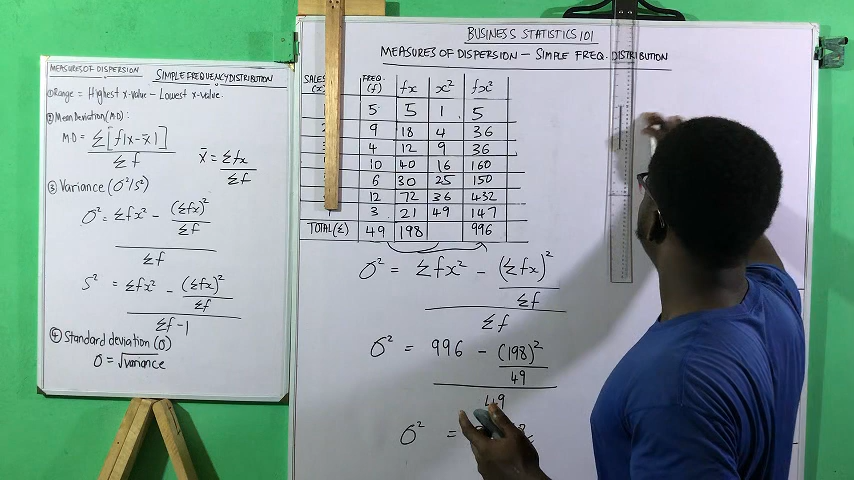 MEASURES OF DISPERSION
SIMPLE FREQUENCY DISTRIBUTION
① Range = Highest x-value - Lowest x-value.
② Mean Deviation (MD):
MD = Σ[f|x-x̄|]
Σf
x̄ = Σfx
Σf
③ Variance (σ²/s²)
σ² = Σfx² - (Σfx)²
Σf
Σf
s² = Σfx² - (Σfx)²
Σf
Σf-1
④ Standard deviation (σ)
σ = √variance
BUSINESS STATISTICS 101
MEASURES OF DISPERSION - SIMPLE FREQ. DISTRIBUTION
SALES FREQ. (f) fx x² fx²
5 5 1 5
9 18 4 36
4 12 9 36
10 40 16 160
6 30 25 150
12 72 36 432
3 21 49 147
TOTAL(Σ) 49 198 996
σ² = Σfx² - (Σfx)²
Σf
Σf
σ² = 996 - (198)²
49
49
σ² =